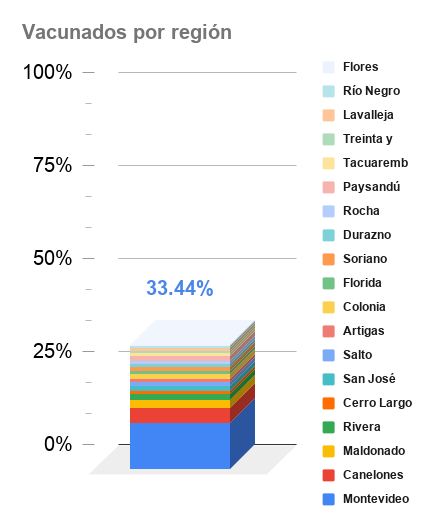 Vacunados por región
100%
75%
50%
25%
0%
33.44%
Flores
Río Negro
Lavalleja
Treinta y
Tacuaremb
Paysandú
Rocha
Durazno
Soriano
Florida
Colonia
Artigas
Salto
San José
Cerro Largo
Rivera
Maldonado
Canelones
Montevideo